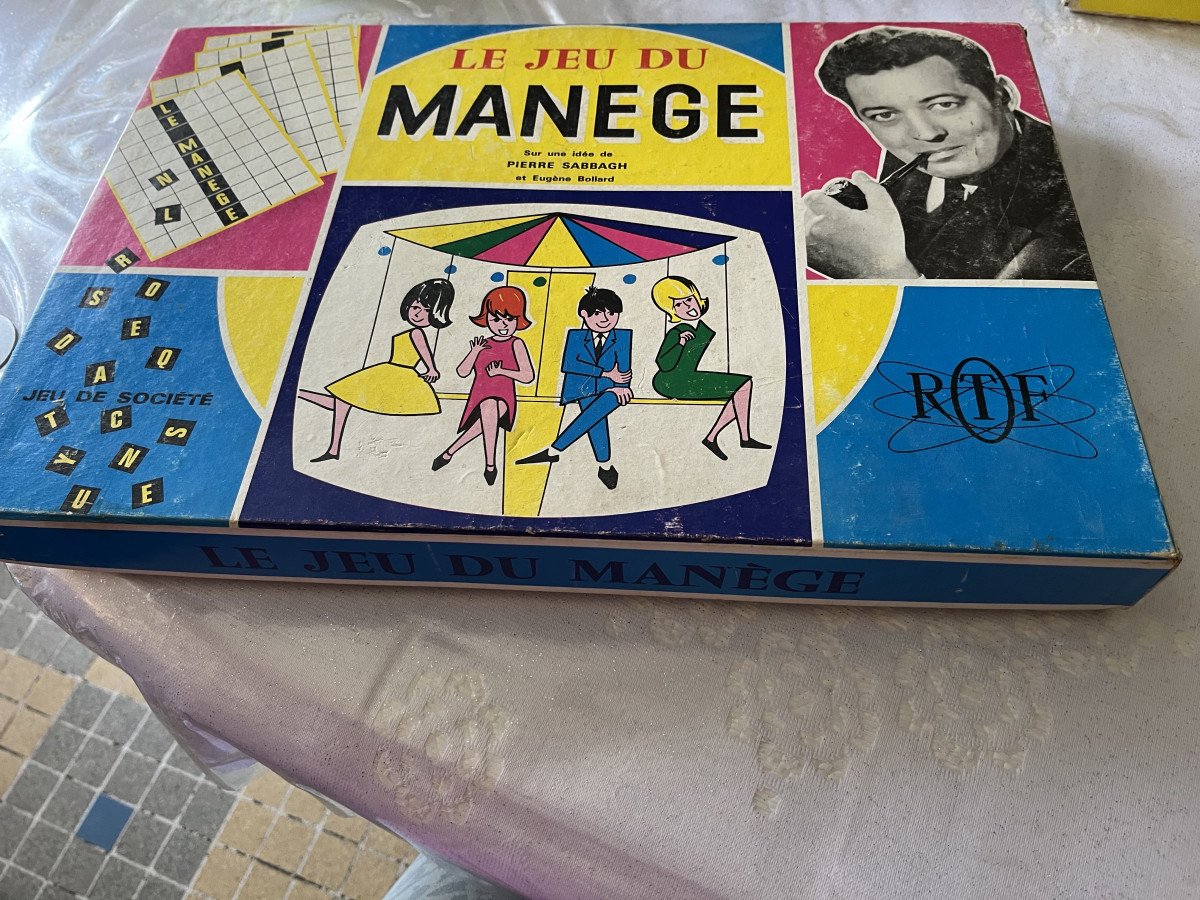 LE JEU DU
MANEGE
Sur une idée de
PIERRE SABBAGH
et Eugène Bollard
LE MANEGE
N
L
R
S
O
O
E
A
Q
JEU DE SOCIÉTÉ
T
C
S
Y
N
U
E
RTF
LE JEU DU MANÈGE